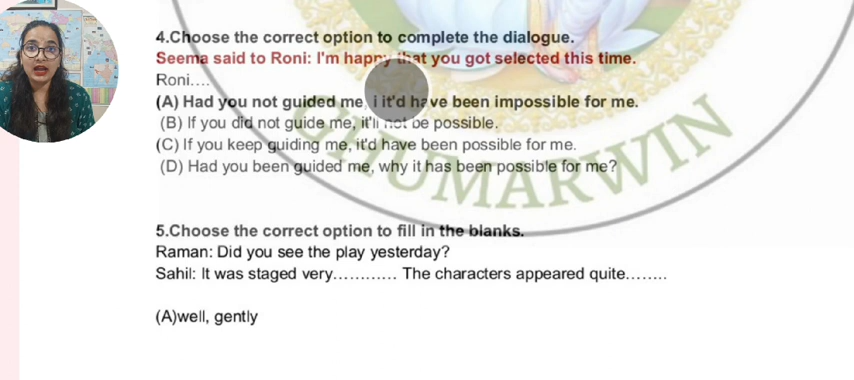 4.Choose the correct option to complete the dialogue.
Seema said to Roni: I'm happy that you got selected this time.
Roni....
(A) Had you not guided me, i it'd have been impossible for me.
(B) If you did not guide me, it'll not be possible.
(C) If you keep guiding me, it'd have been possible for me.
(D) Had you been guided me, why it has been possible for me?
GHUMARWIN
5.Choose the correct option to fill in the blanks.
Raman: Did you see the play yesterday?
Sahil: It was staged very............ The characters appeared quite........
(A)well, gently